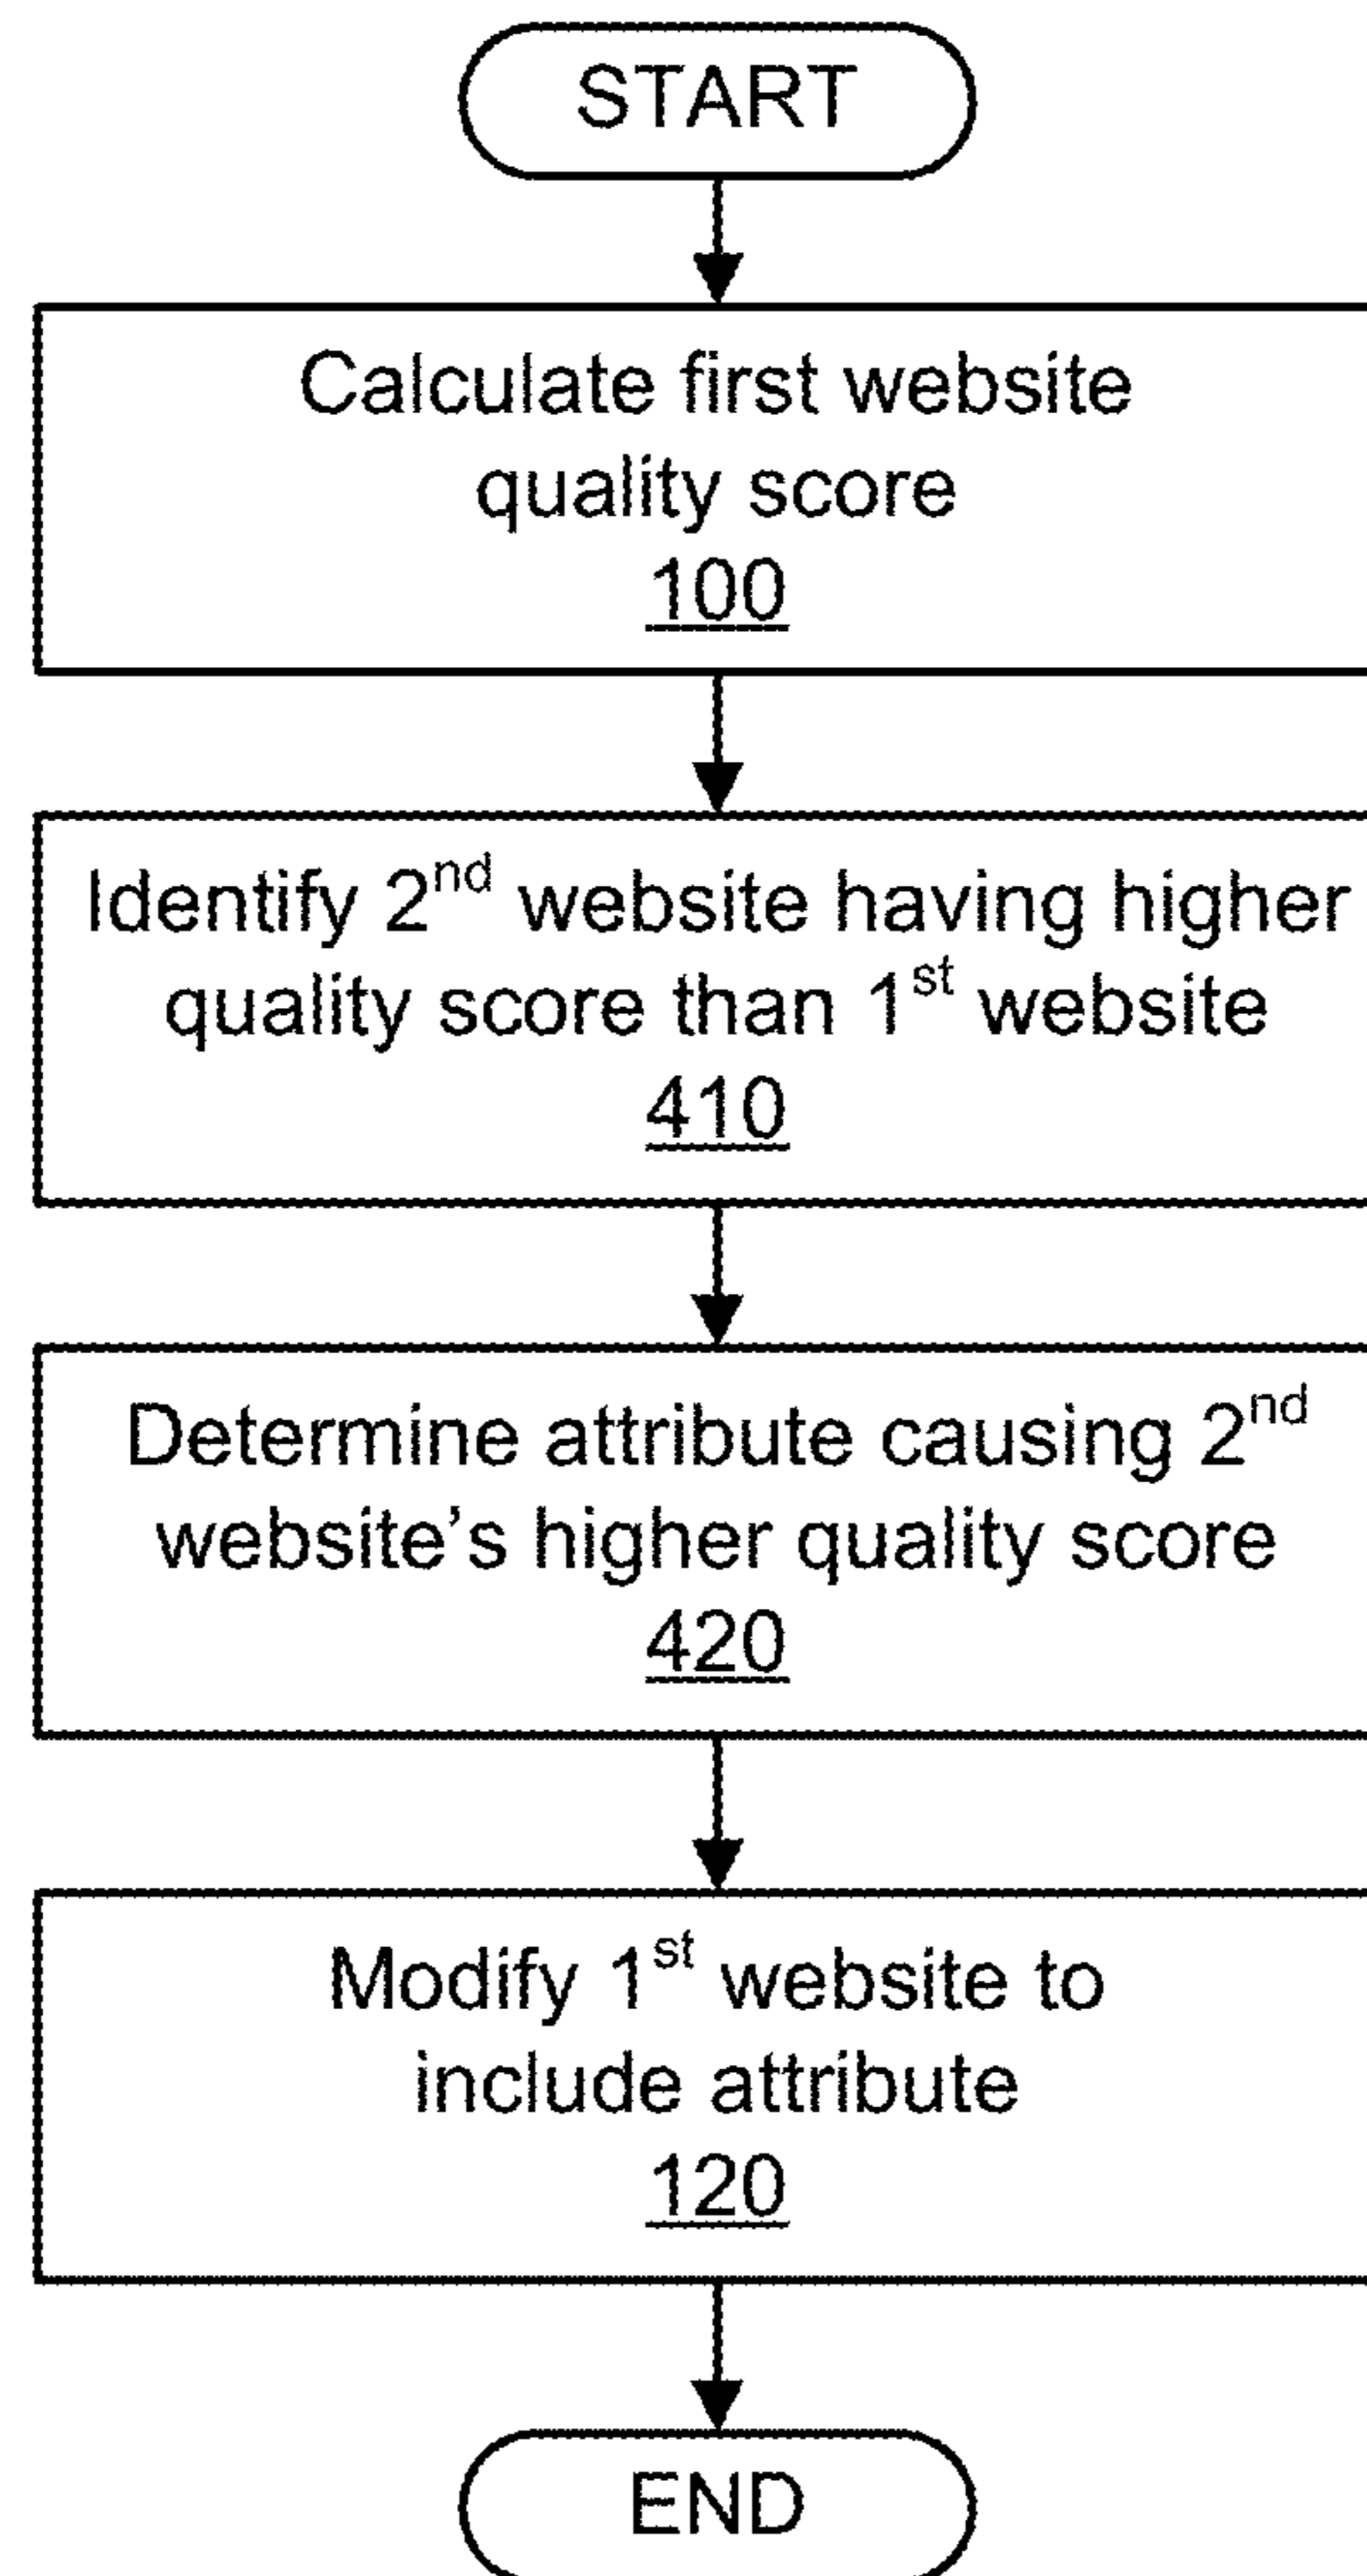 START
Calculate first website
quality score
100
Identify 2nd website having higher
quality score than 1st website
410
Determine attribute causing 2nd
website’s higher quality score
420
Modify 1st website to
include attribute
120
END